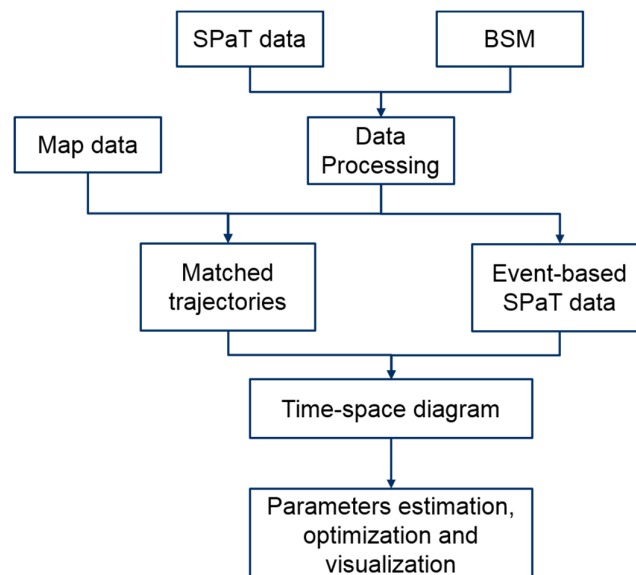 SPaT data
BSM
Map data
Data
Processing
Matched
trajectories
Event-based
SPaT data
Time-space diagram
Parameters estimation,
optimization and
visualization